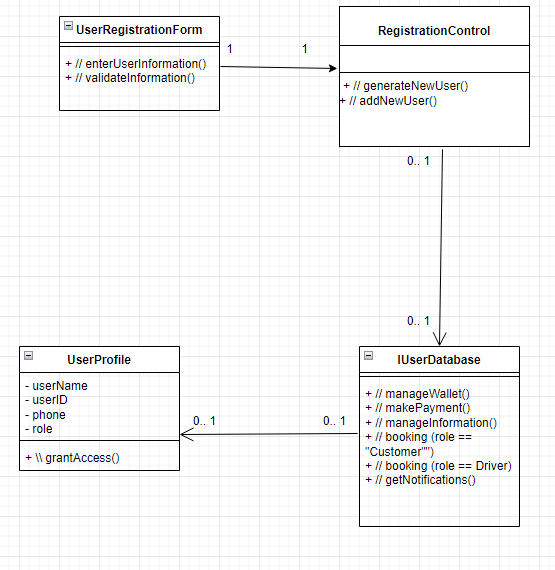 UserRegistrationForm
+ // enterUserInformation()
+ // validateInformation()
1
1
RegistrationControl
+ // generateNewUser()
+ // addNewUser()
0.. 1
0.. 1
UserProfile
- userName
- userID
- phone
- role
+ \\ grantAccess()
0.. 1
0.. 1
IUserDatabase
+ // manageWallet()
+ // makePayment()
+ // manageInformation()
+ // booking (role ==
"Customer"")
+ // booking (role == Driver)
+ // getNotifications()